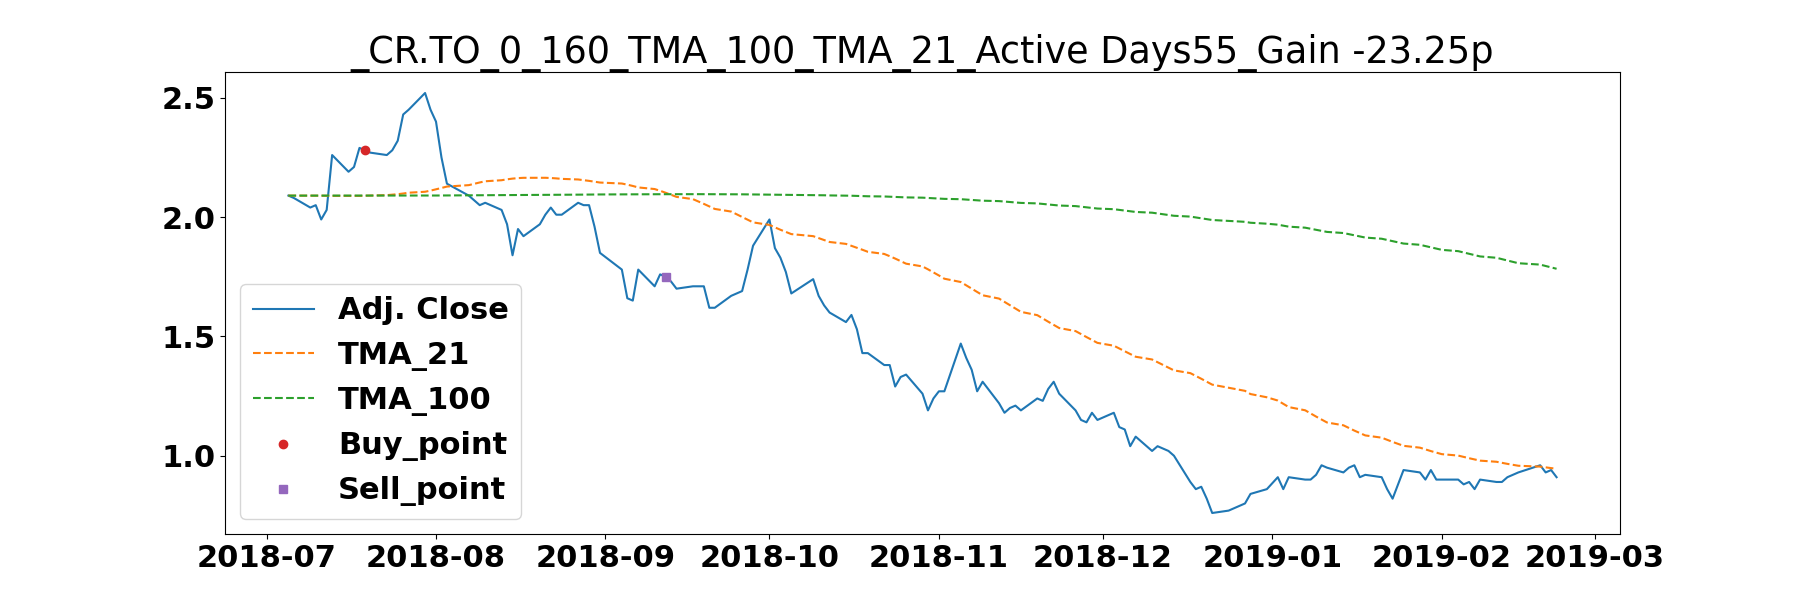 _CR.TO_0_160_TMA_100_TMA_21_Active Days55_Gain -23.25p
2.5
2.0
1.5
1.0
Adj. Close
TMA_21
TMA_100
Buy_point
Sell_point
2018-07 2018-08 2018-09 2018-10 2018-11 2018-12 2019-01 2019-02 2019-03